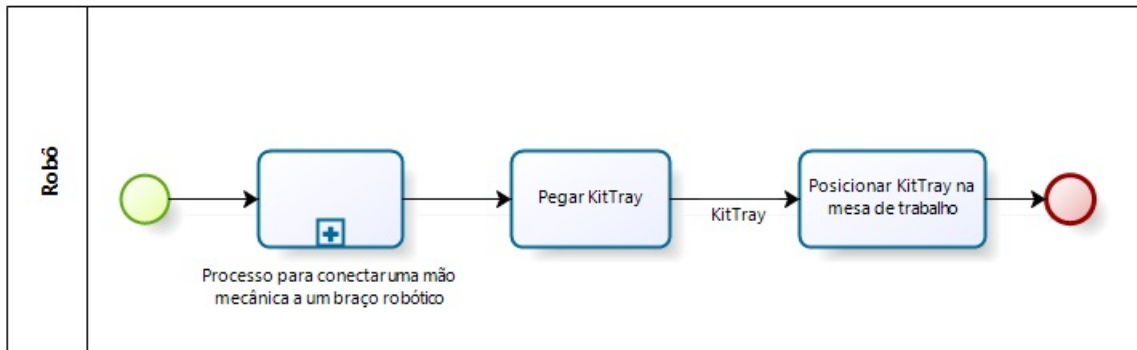 Robô
Processo para conectar uma mão
mecânica a um braço robótico
Pegar KitTray
KitTray
Posicionar KitTray na
mesa de trabalho